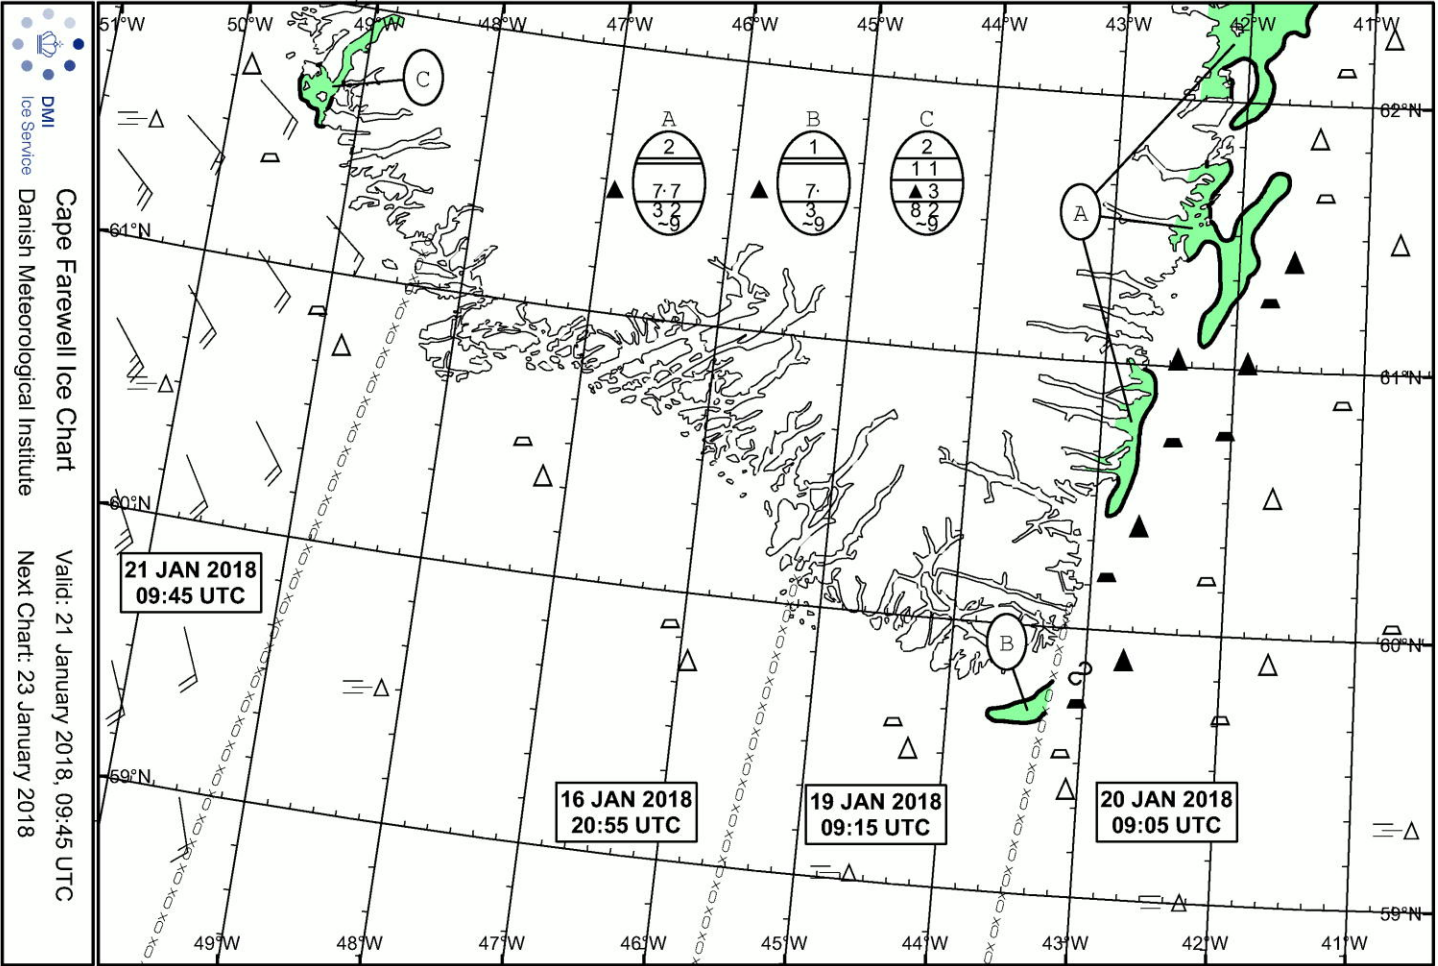 DMI
Ice Service
Cape Farewell Ice Chart
Danish Meteorological Institute
Valid: 21 January 2018, 09:45 UTC
Next Chart: 23 January 2018
51°W 50°W 49°W 48°W 47°W 46°W 45°W 44°W 43°W 42°W 41°W
C
62°N
A B C
2 1 2
1 1
7·7 7· ▲ 3
3 2 3 8 2
~9 ~9 ~9
A
61°N
61°N
60°N
21 JAN 2018
09:45 UTC
B
60°N
59°N
16 JAN 2018
20:55 UTC
19 JAN 2018
09:15 UTC
20 JAN 2018
09:05 UTC
59°N
49°W 48°W 47°W 46°W 45°W 44°W 43°W 42°W 41°W